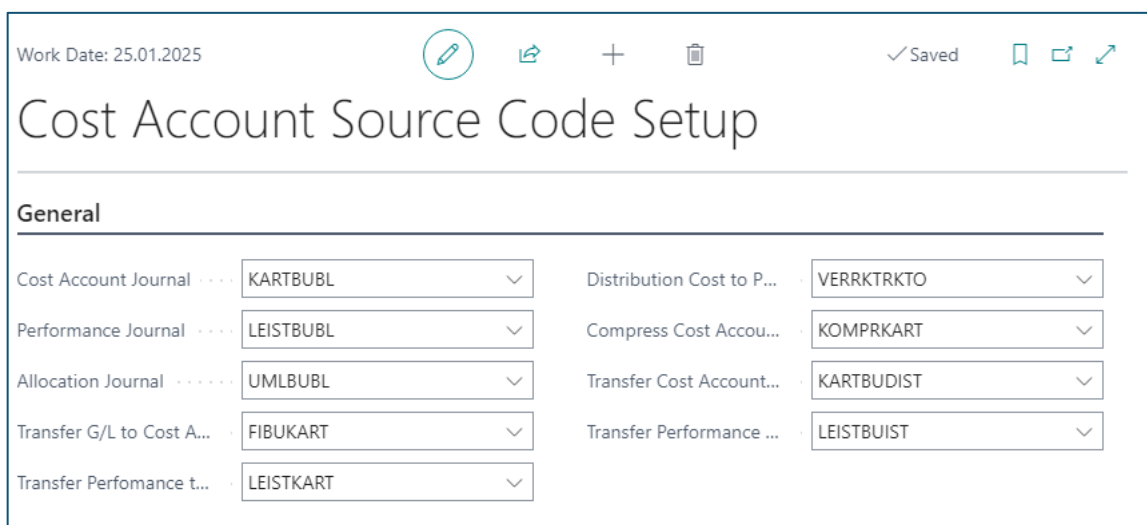 Work Date: 25.01.2025
Saved
Cost Account Source Code Setup
General
Cost Account Journal KARTBUBL
Performance Journal LEISTBUBL
Allocation Journal UMLBUBL
Transfer G/L to Cost A... FIBUKART
Transfer Perfomance t... LEISTKART
Distribution Cost to P... VERRKTRKTO
Compress Cost Accou... KOMPRKART
Transfer Cost Account... KARTBUDIST
Transfer Performance ... LEISTBUIST